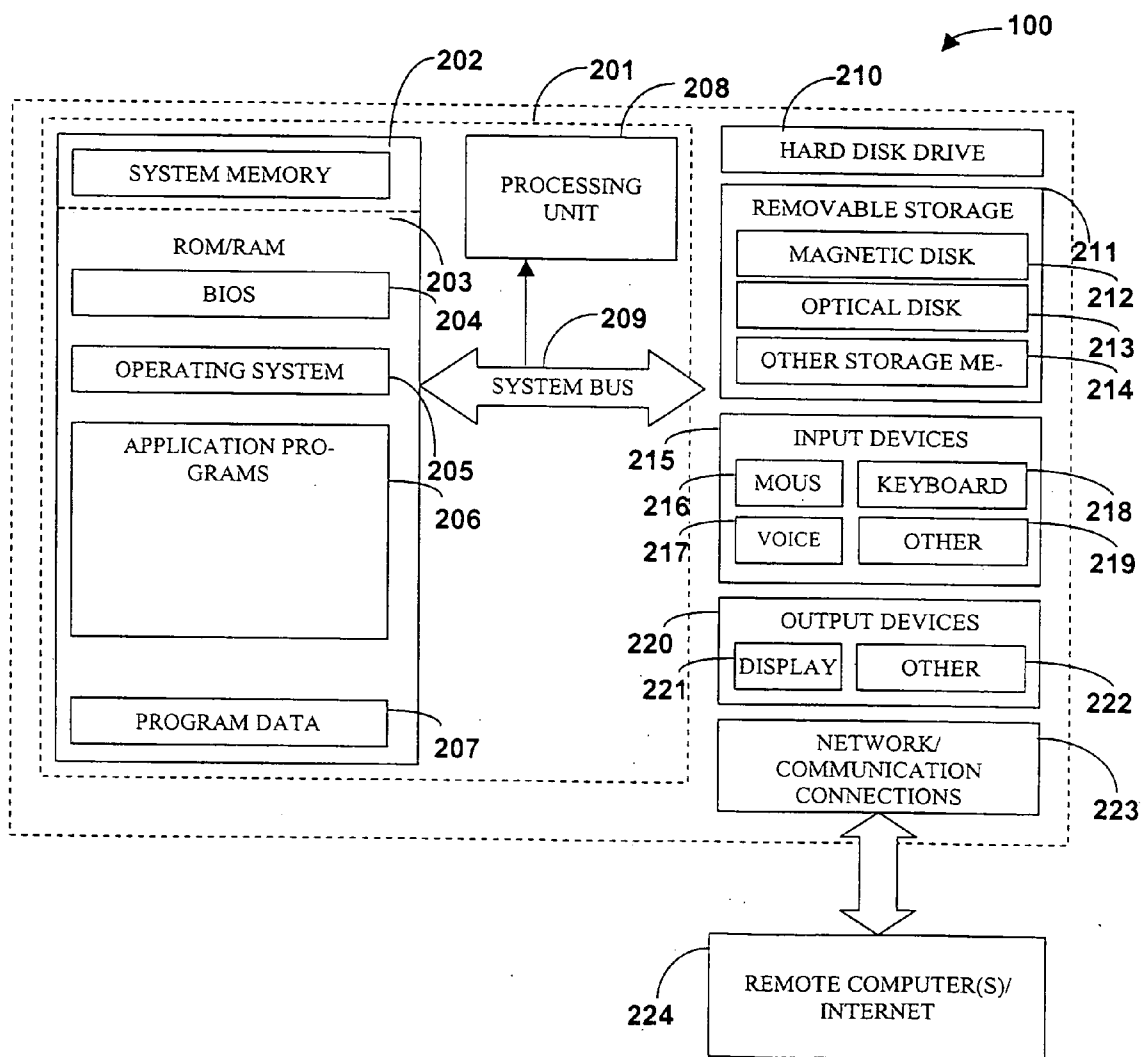 100
202
201
208
210
SYSTEM MEMORY
PROCESSING
UNIT
HARD DISK DRIVE
REMOVABLE STORAGE
211
ROM/RAM
203
MAGNETIC DISK
212
BIOS
204
209
OPTICAL DISK
213
OPERATING SYSTEM
205
SYSTEM BUS
OTHER STORAGE ME-
214
APPLICATION PRO-
GRAMS
206
215
INPUT DEVICES
216
MOUS
KEYBOARD
218
217
VOICE
OTHER
219
220
OUTPUT DEVICES
221
DISPLAY
OTHER
222
PROGRAM DATA
207
NETWORK/
COMMUNICATION
CONNECTIONS
223
REMOTE COMPUTER(S)/
INTERNET
224